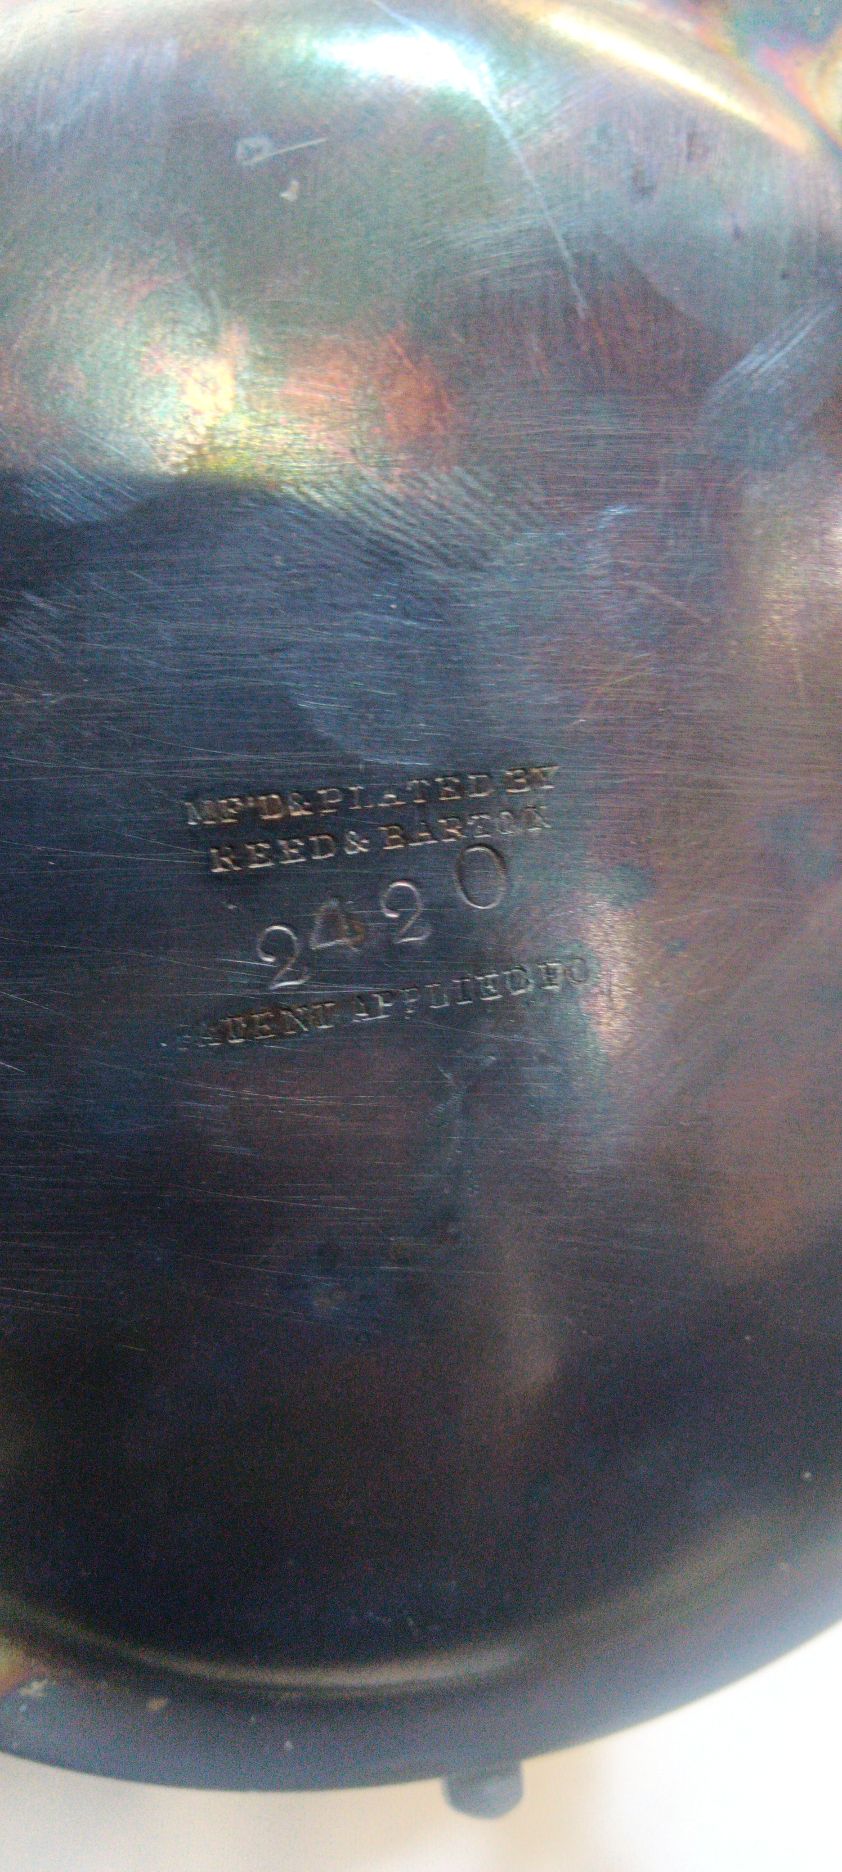 MF'D & PLATED BY
REED & BARTON
2420
PATENT APPLIED FO